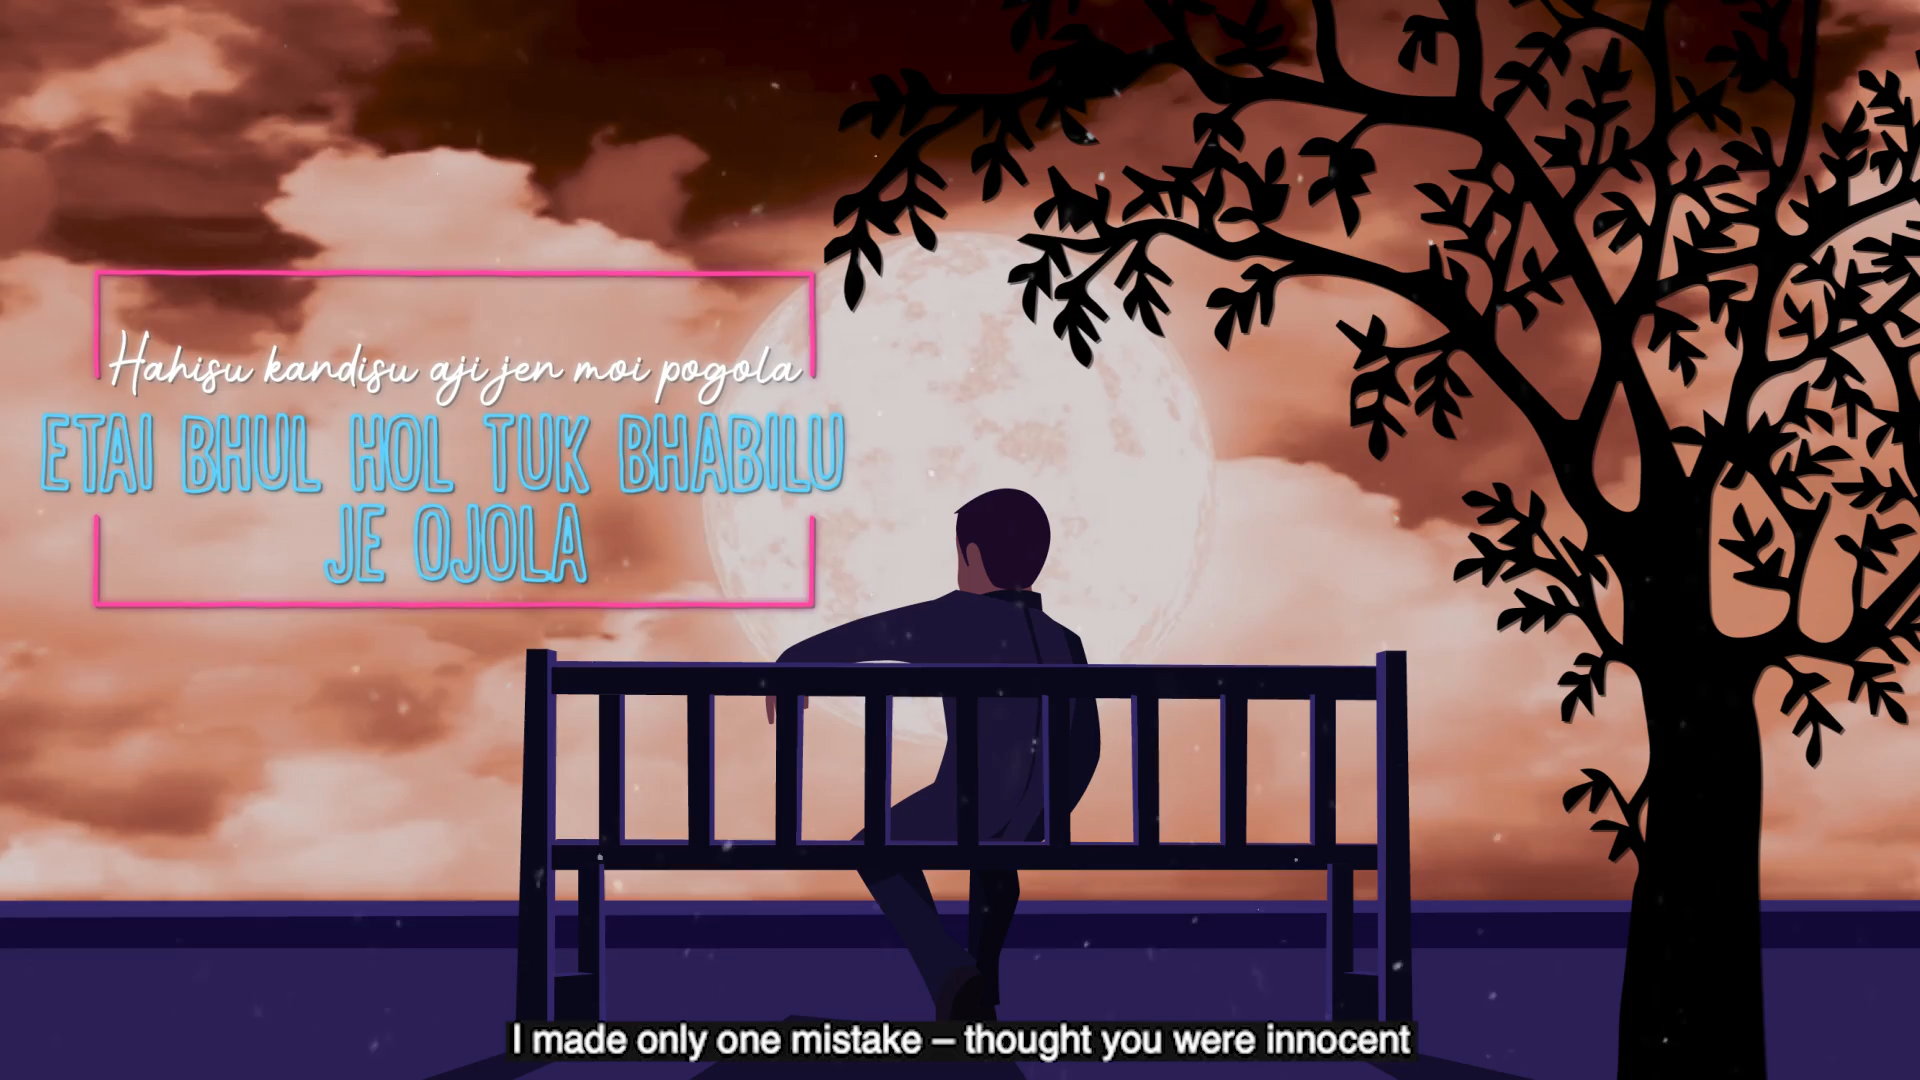 Hahisu kandisu aji jen moi pogola
ETAI BHUL HOL TUK BHABILU
JE OJOLA
I made only one mistake – thought you were innocent